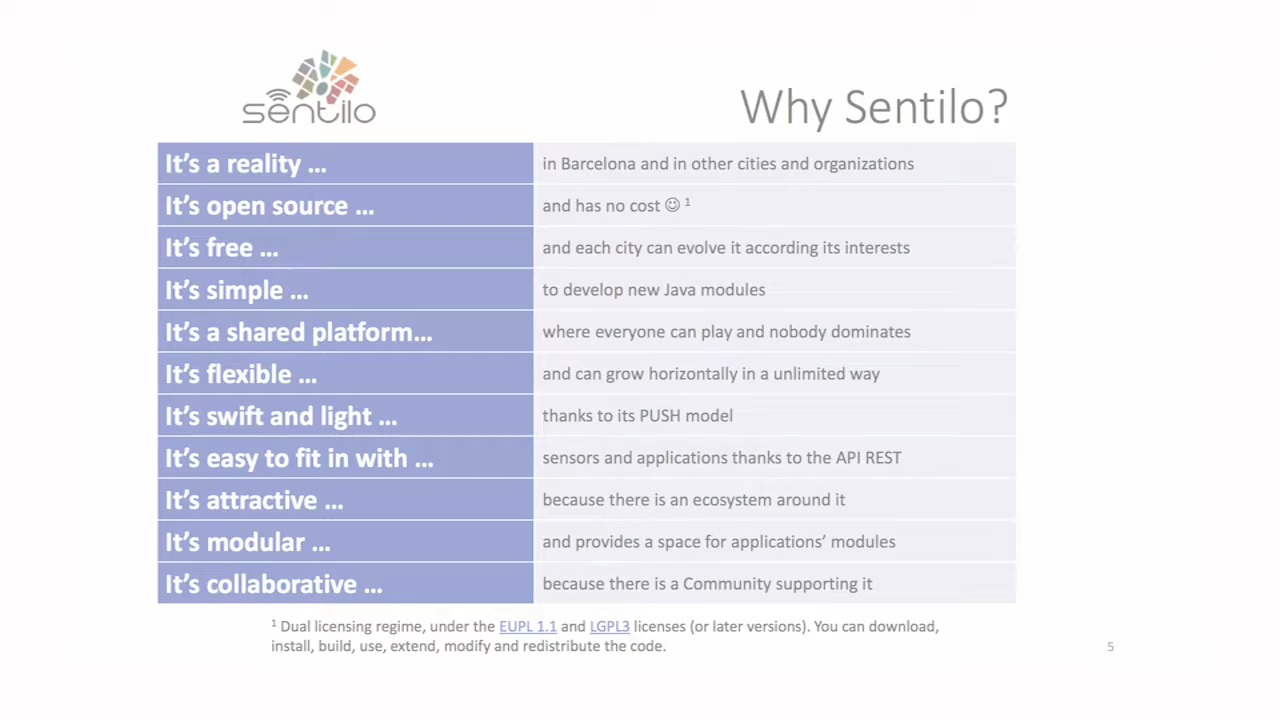 sentilo
Why Sentilo?
It's a reality ... in Barcelona and in other cities and organizations
It's open source ... and has no cost ☺ 1
It's free ... and each city can evolve it according its interests
It's simple ... to develop new Java modules
It's a shared platform... where everyone can play and nobody dominates
It's flexible ... and can grow horizontally in a unlimited way
It's swift and light ... thanks to its PUSH model
It's easy to fit in with ... sensors and applications thanks to the API REST
It's attractive ... because there is an ecosystem around it
It's modular ... and provides a space for applications' modules
It's collaborative ... because there is a Community supporting it
1 Dual licensing regime, under the EUPL 1.1 and LGPL3 licenses (or later versions). You can download,
install, build, use, extend, modify and redistribute the code.
5